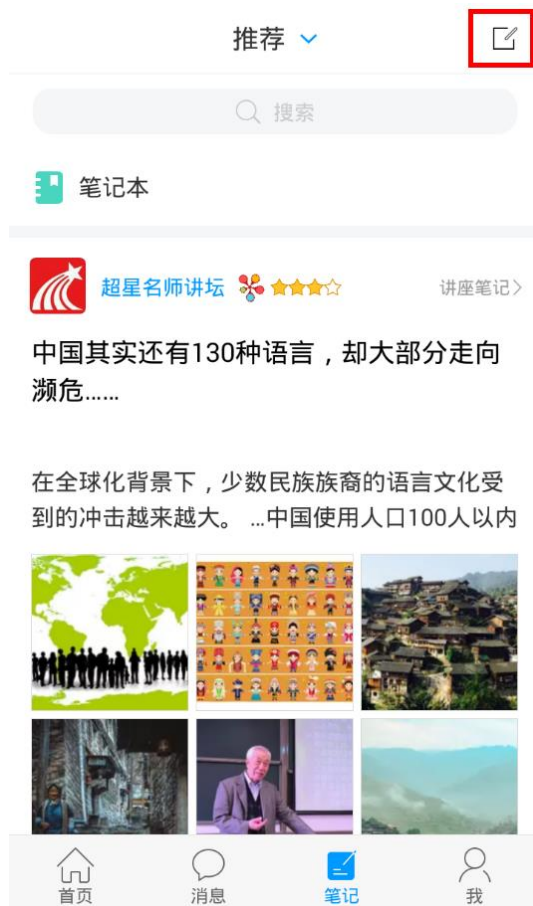 推荐
搜索
笔记本
超星名师讲坛
讲座笔记
中国其实还有130种语言，却大部分走向
濒危......
在全球化背景下，少数民族族裔的语言文化受
到的冲击越来越大。 ...中国使用人口100人以内
首页
消息
笔记
我